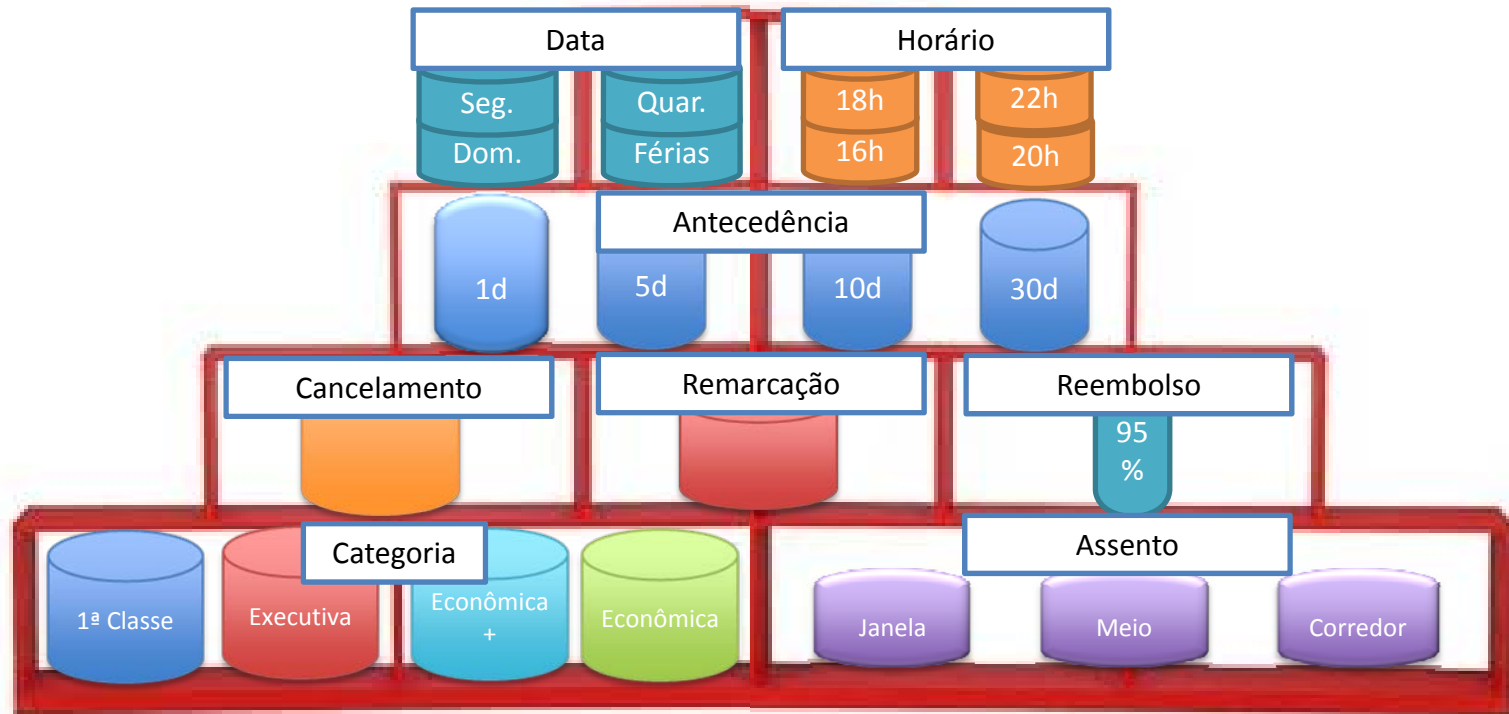 Data
Horário
Seg.
Quar.
18h
22h
Dom.
Férias
16h
20h
Antecedência
1d
5d
10d
30d
Cancelamento
Remarcação
Reembolso
95
%
Categoria
Assento
1ª Classe
Executiva
Econômica
+
Econômica
Janela
Meio
Corredor